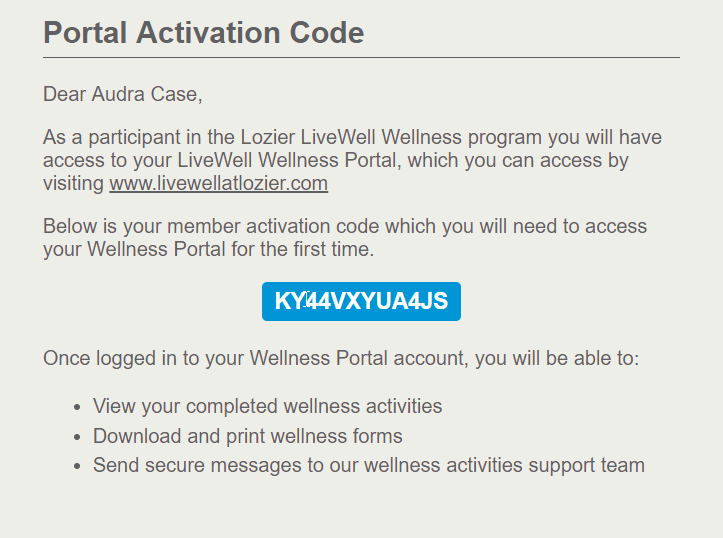 Portal Activation Code
Dear Audra Case,
As a participant in the Lozier LiveWell Wellness program you will have
access to your LiveWell Wellness Portal, which you can access by
visiting www.livewellatlozier.com
Below is your member activation code which you will need to access
your Wellness Portal for the first time.
KY44VXYUA4JS
Once logged in to your Wellness Portal account, you will be able to:
• View your completed wellness activities
• Download and print wellness forms
• Send secure messages to our wellness activities support team